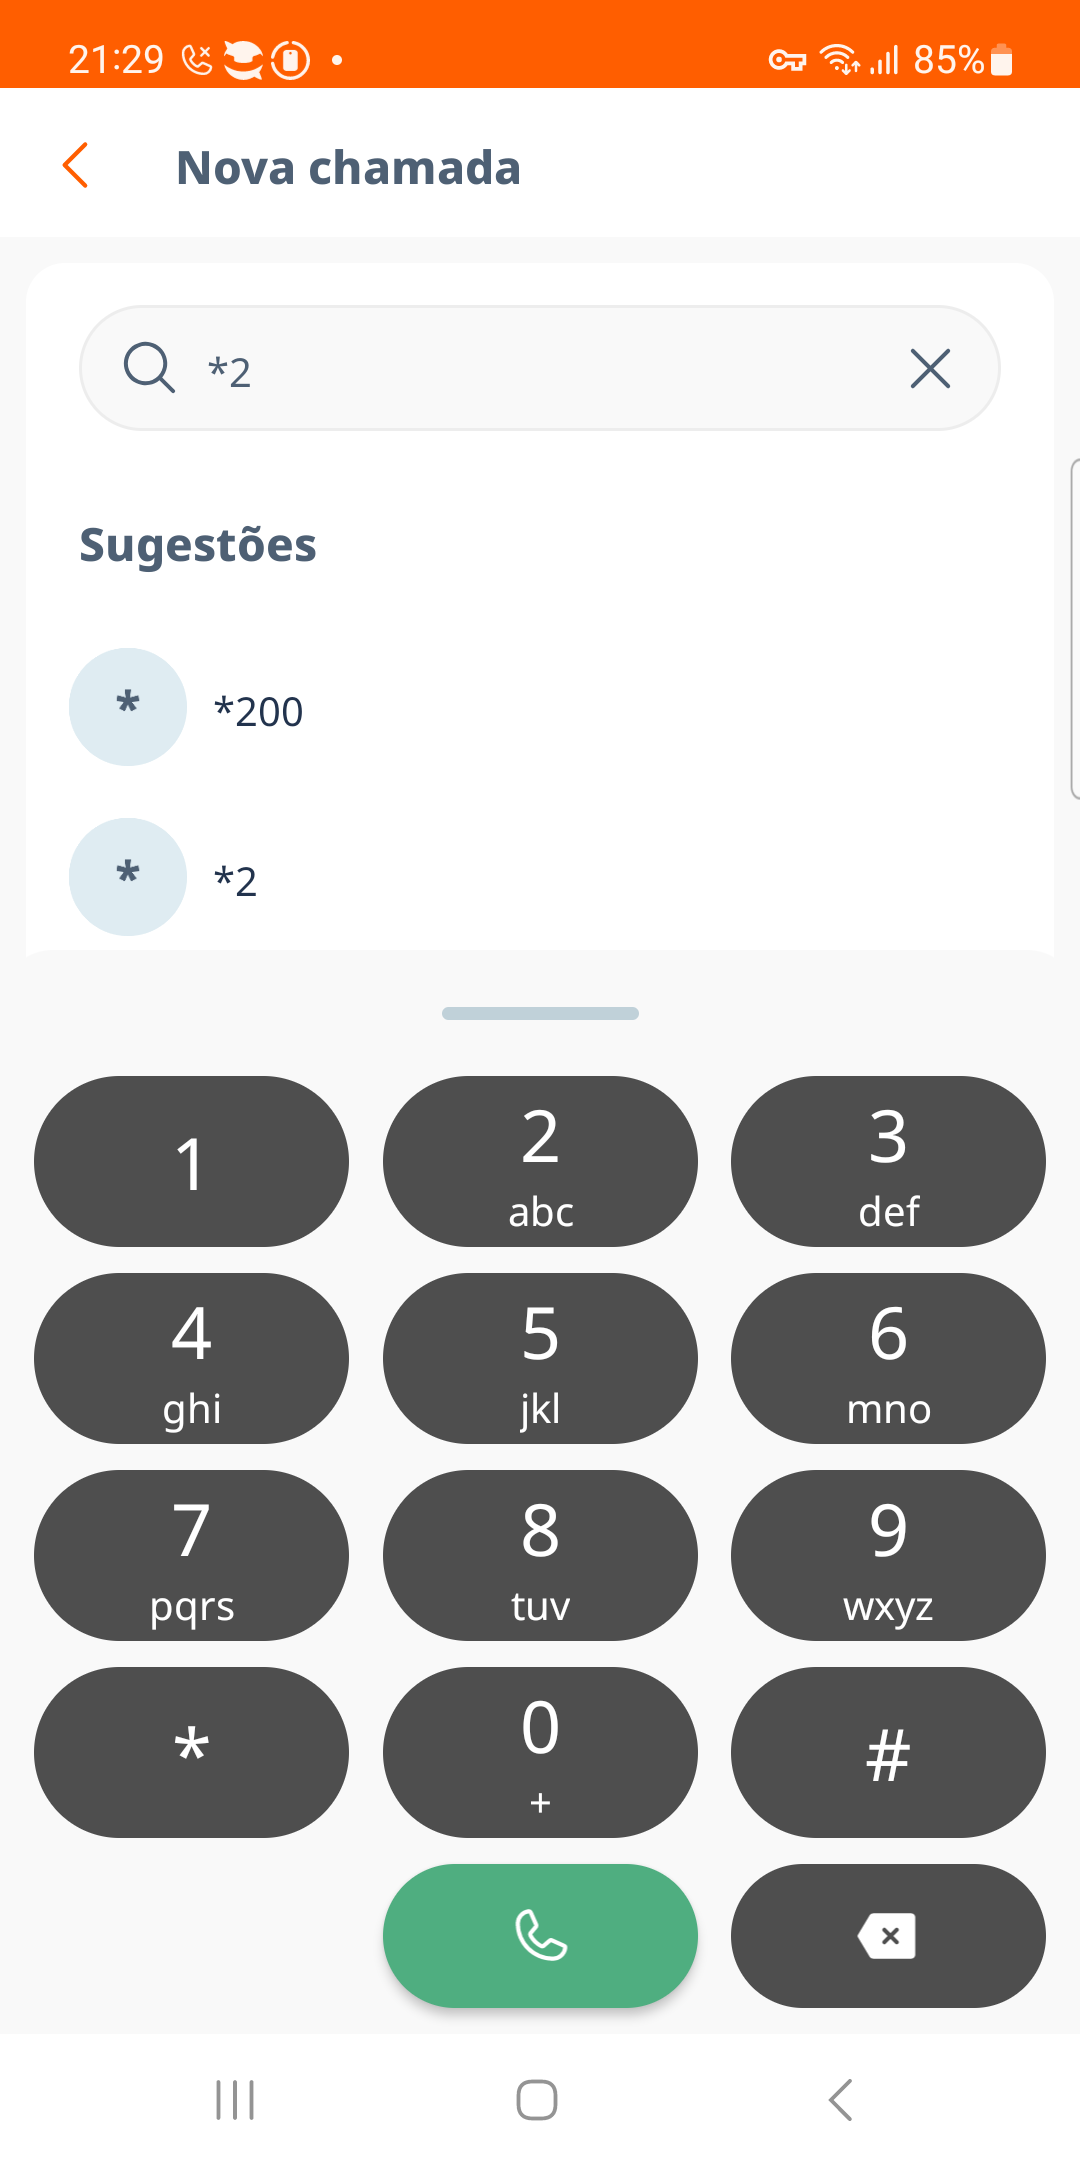 21:29 85%
Nova chamada
*2
Sugestões
* *200
* *2
1 2 3
abc def
4 5 6
ghi jkl mno
7 8 9
pqrs tuv wxyz
* 0 #
+